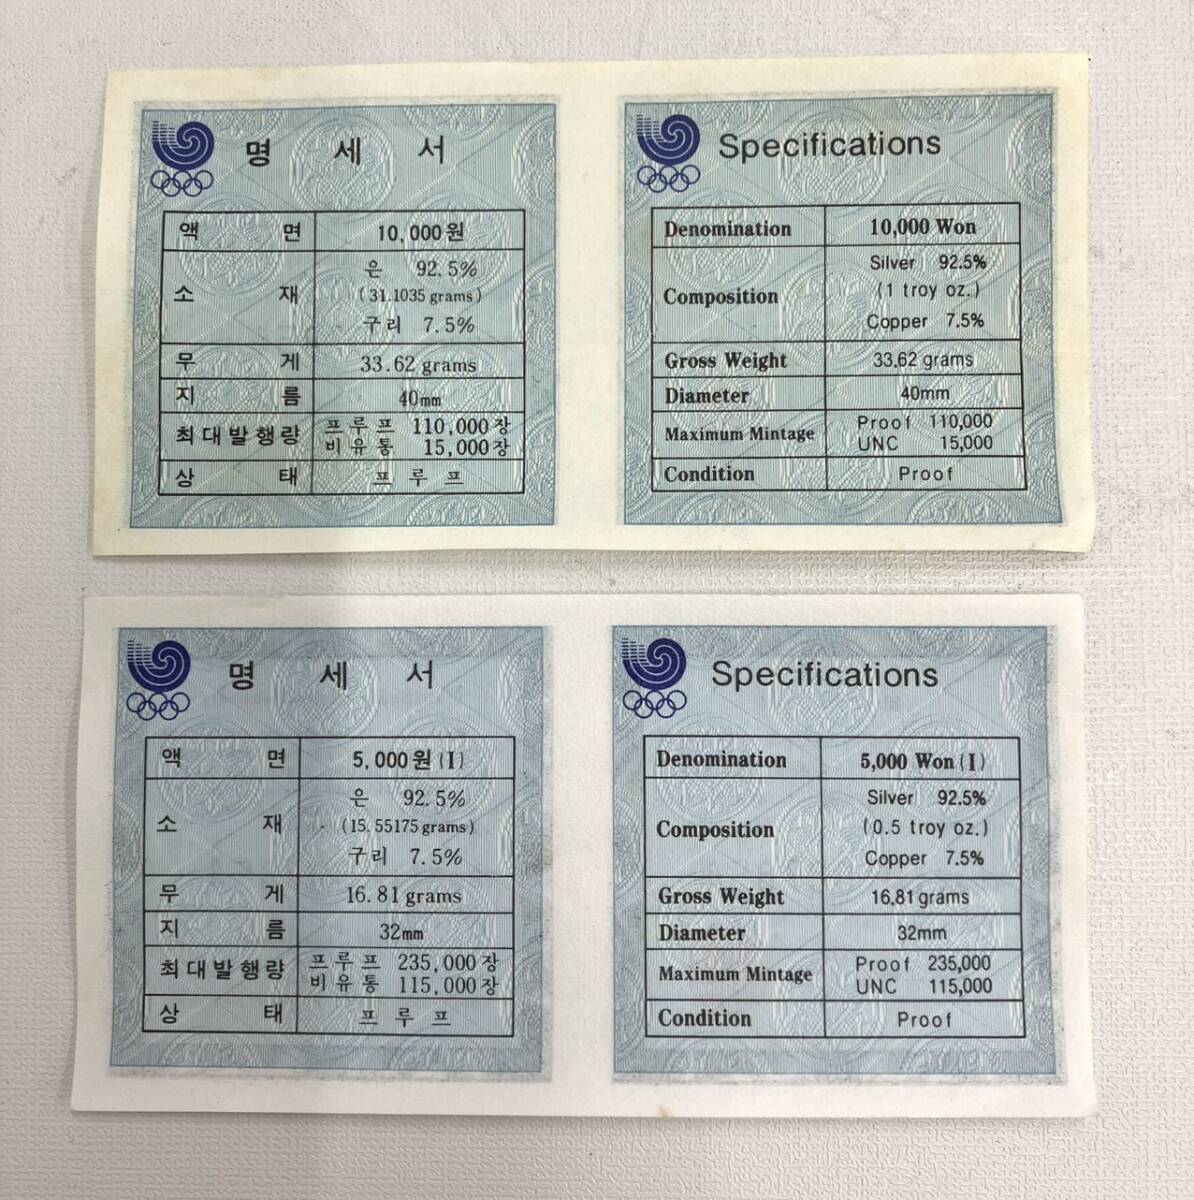 명 세 서
액 면 10,000원
소 재 은 92.5%
(31.1035 grams)
구리 7.5%
무 게 33.62 grams
지 름 40mm
최대발행량 프루프 110,000장
비유통 15,000장
상 태 프루프
Specifications
Denomination 10,000 Won
Composition Silver 92.5%
(1 troy oz.)
Copper 7.5%
Gross Weight 33.62 grams
Diameter 40mm
Maximum Mintage Proof 110,000
UNC 15,000
Condition Proof
명 세 서
액 면 5,000원(I)
소 재 은 92.5%
(15.55175 grams)
구리 7.5%
무 게 16.81 grams
지 름 32mm
최대발행량 프루프 235,000장
비유통 115,000장
상 태 프루프
Specifications
Denomination 5,000 Won(I)
Composition Silver 92.5%
(0.5 troy oz.)
Copper 7.5%
Gross Weight 16.81 grams
Diameter 32mm
Maximum Mintage Proof 235,000
UNC 115,000
Condition Proof